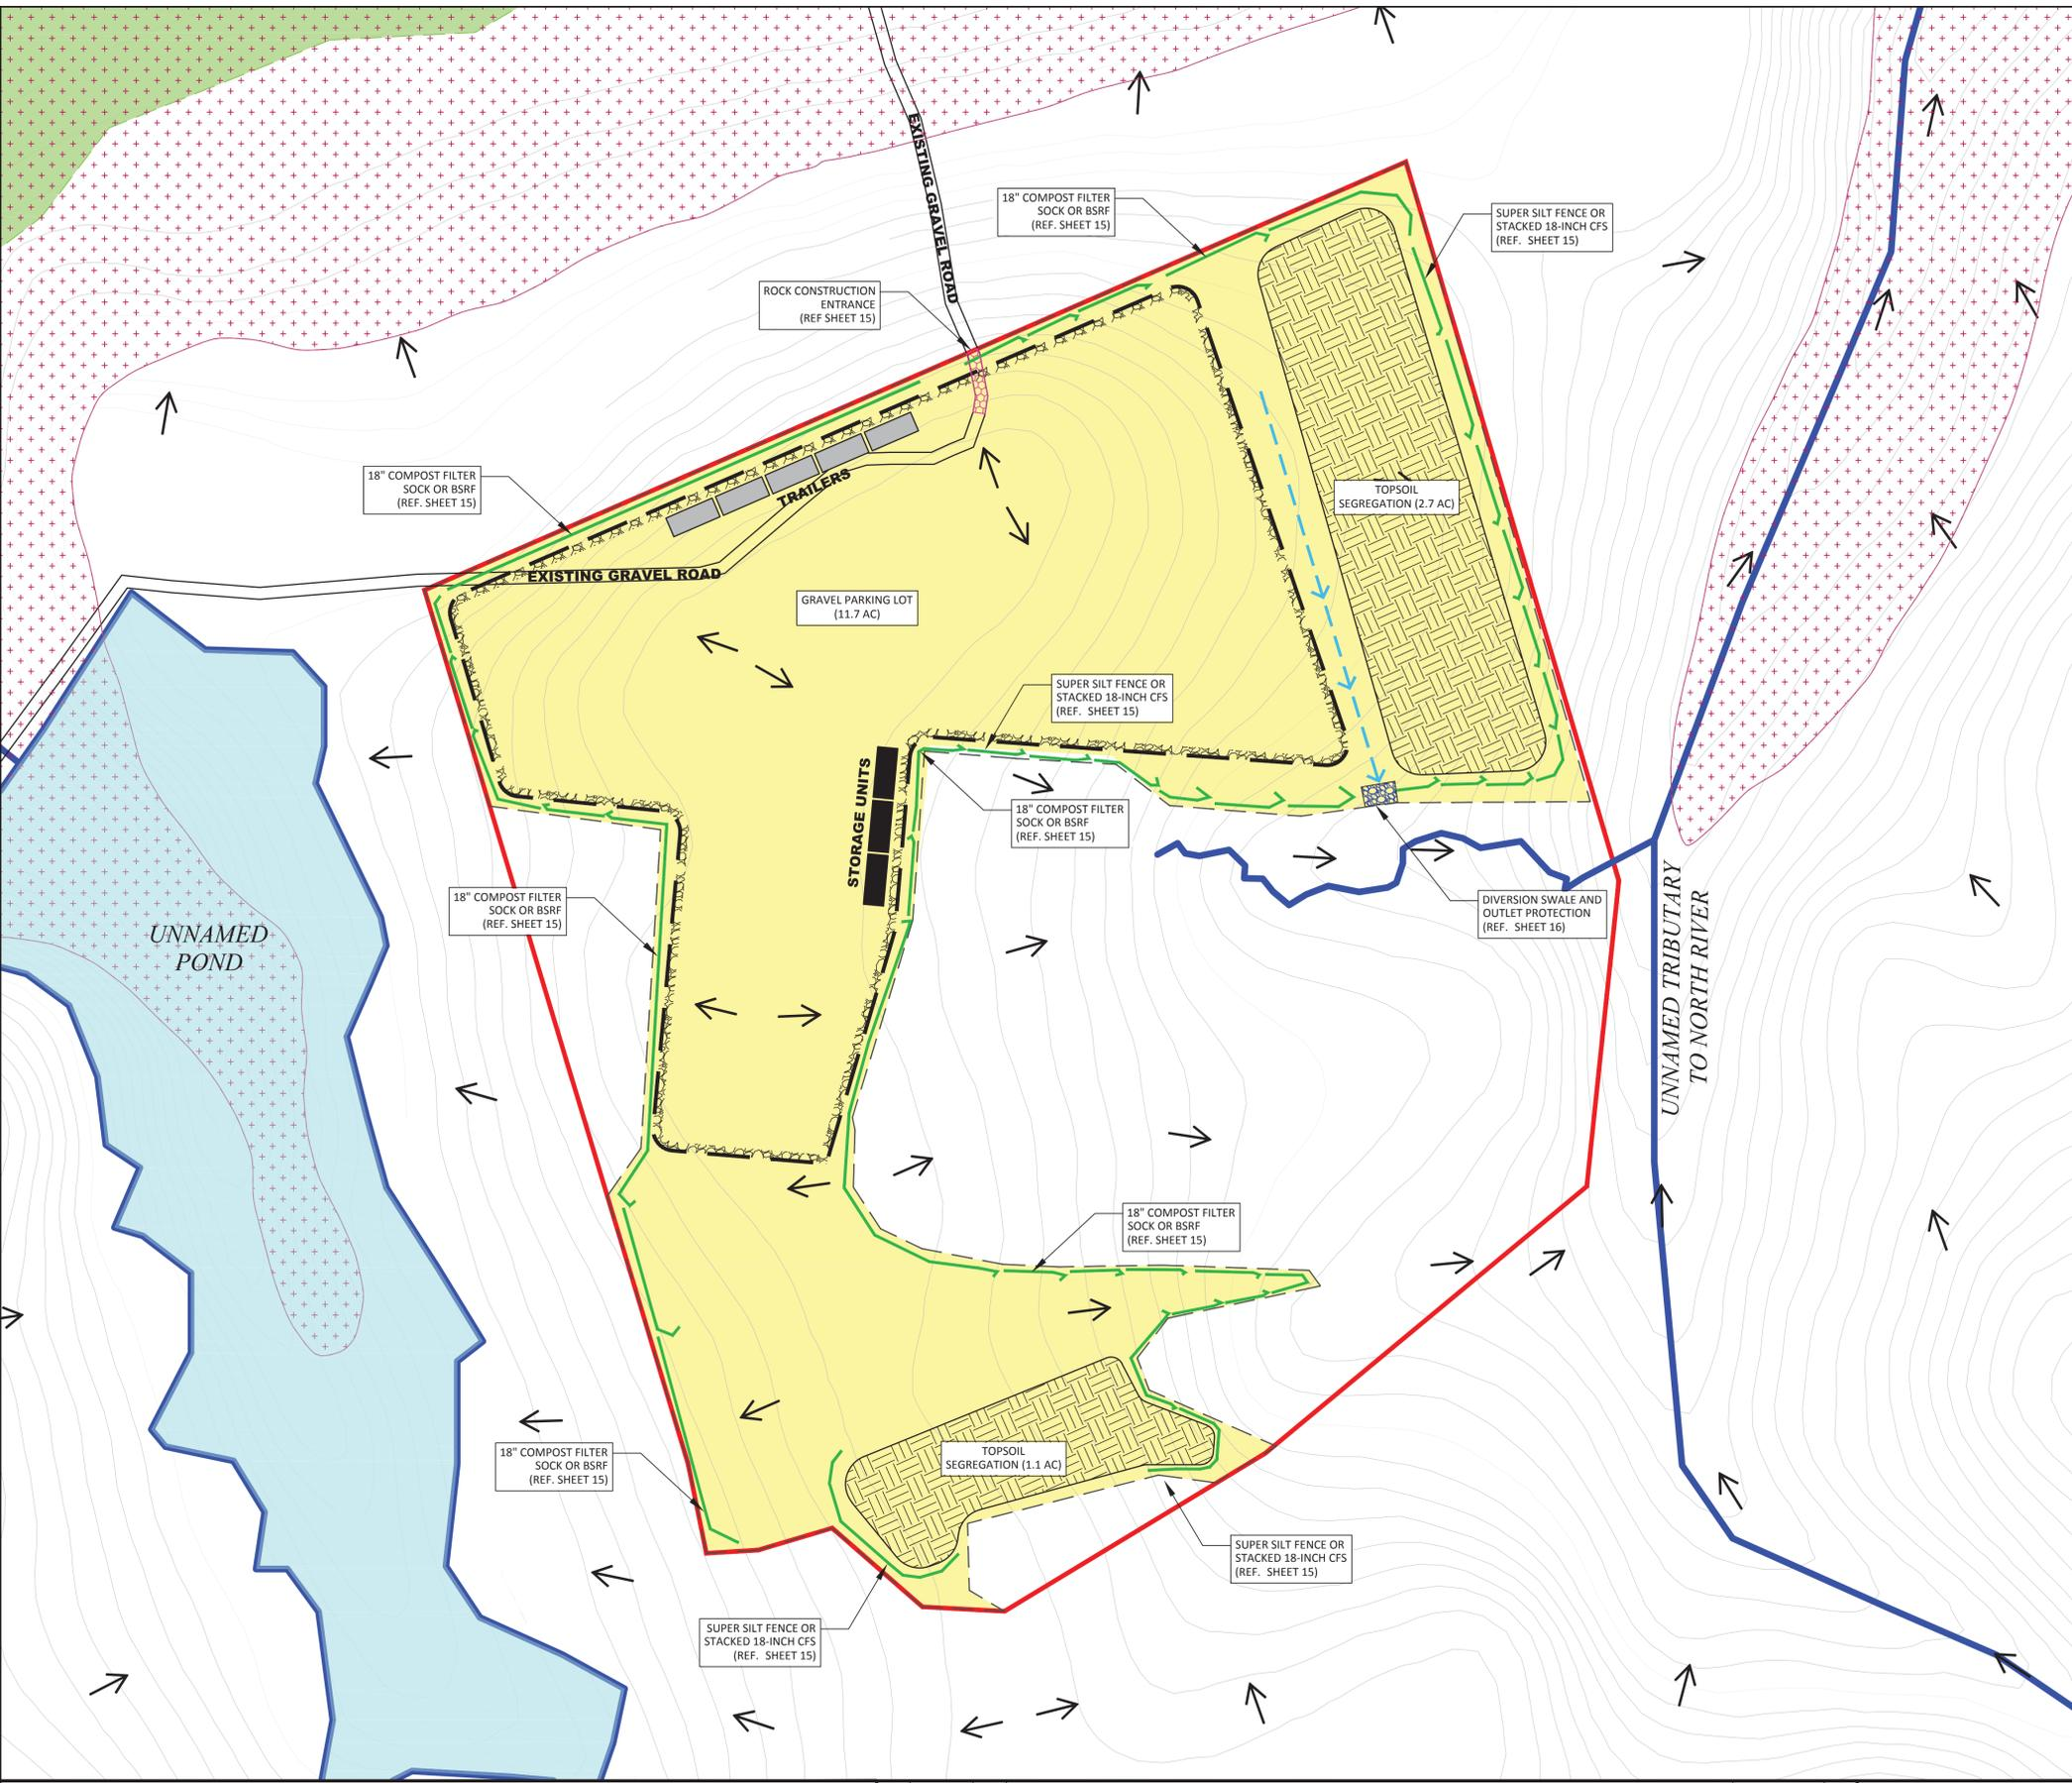 EXISTING GRAVEL ROAD
18" COMPOST FILTER
SOCK OR BSRF
(REF. SHEET 15)
SUPER SILT FENCE OR
STACKED 18-INCH CFS
(REF.  SHEET 15)
ROCK CONSTRUCTION
ENTRANCE
(REF SHEET 15)
18" COMPOST FILTER
SOCK OR BSRF
(REF. SHEET 15)
TRAILERS
TOPSOIL
SEGREGATION (2.7 AC)
EXISTING GRAVEL ROAD
GRAVEL PARKING LOT
(11.7 AC)
SUPER SILT FENCE OR
STACKED 18-INCH CFS
(REF.  SHEET 15)
STORAGE UNITS
18" COMPOST FILTER
SOCK OR BSRF
(REF. SHEET 15)
18" COMPOST FILTER
SOCK OR BSRF
(REF. SHEET 15)
DIVERSION SWALE AND
OUTLET PROTECTION
(REF.  SHEET 16)
UNNAMED
POND
UNNAMED TRIBUTARY
TO NORTH RIVER
18" COMPOST FILTER
SOCK OR BSRF
(REF. SHEET 15)
18" COMPOST FILTER
SOCK OR BSRF
(REF. SHEET 15)
TOPSOIL
SEGREGATION (1.1 AC)
SUPER SILT FENCE OR
STACKED 18-INCH CFS
(REF.  SHEET 15)
SUPER SILT FENCE OR
STACKED 18-INCH CFS
(REF.  SHEET 15)